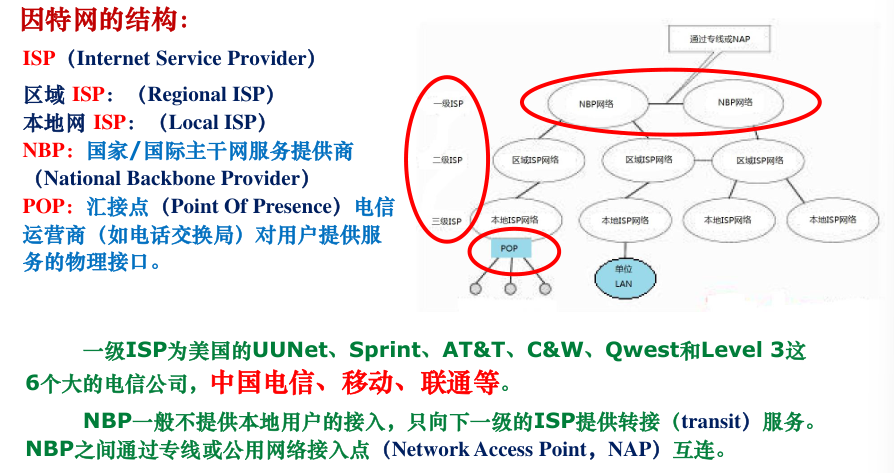 因特网的结构：
ISP（Internet Service Provider）
区域 ISP：（Regional ISP）
本地网 ISP：（Local ISP）
NBP：国家/国际主干网服务提供商
（National Backbone Provider）
POP：汇接点（Point Of Presence）电信
运营商（如电话交换局）对用户提供服
务的物理接口。
通过专线或NAP
一级ISP
NBP网络
NBP网络
二级ISP
区域ISP网络
区域ISP网络
区域ISP网络
三级ISP
本地ISP网络
本地ISP网络
本地ISP网络
本地ISP网络
POP
单位
LAN
一级ISP为美国的UUNet、Sprint、AT&T、C&W、Qwest和Level 3这
6个大的电信公司，中国电信、移动、联通等。
NBP一般不提供本地用户的接入，只向下一级的ISP提供转接（transit）服务。
NBP之间通过专线或公用网络接入点（Network Access Point，NAP）互连。